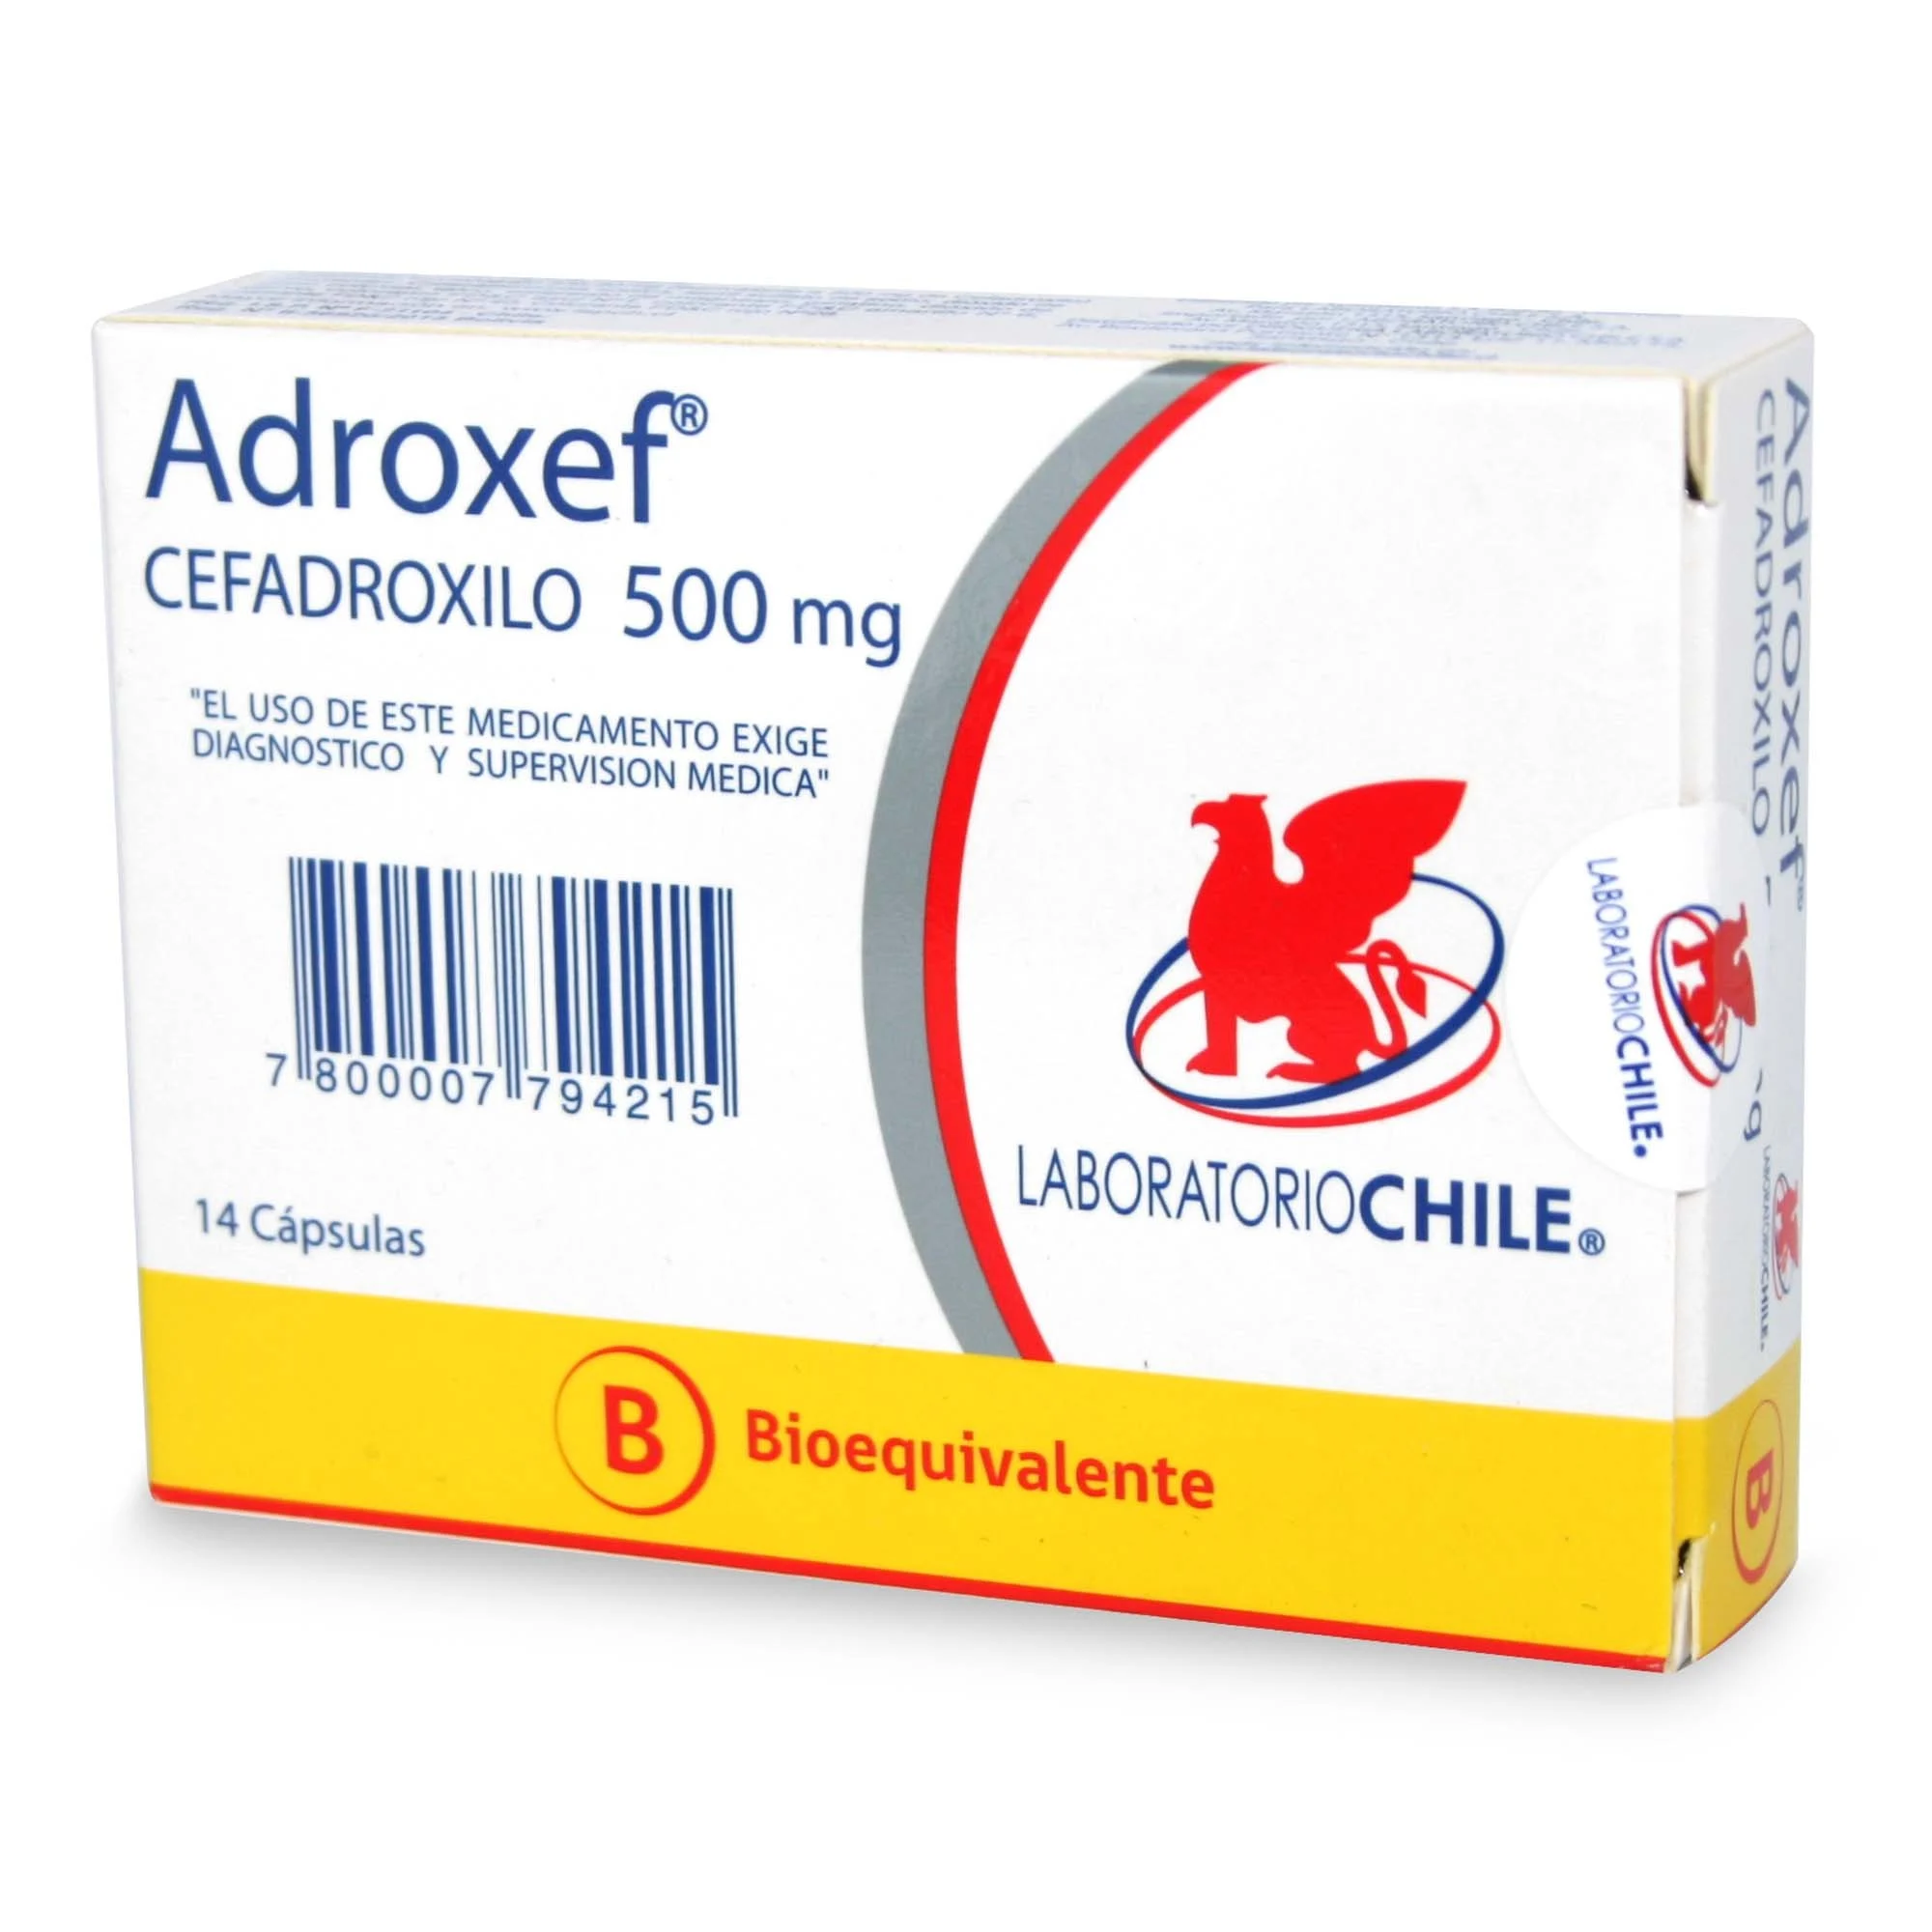 Adroxef®
CEFADROXILO 500 mg
"EL USO DE ESTE MEDICAMENTO EXIGE
DIAGNOSTICO Y SUPERVISION MEDICA"
7 800007 794215
14 Cápsulas
LABORATORIOCHILE®
B Bioequivalente
Adroxef
CEFADROXILO
LABORATORIOCHILE
LABORATORIOCHILE
B